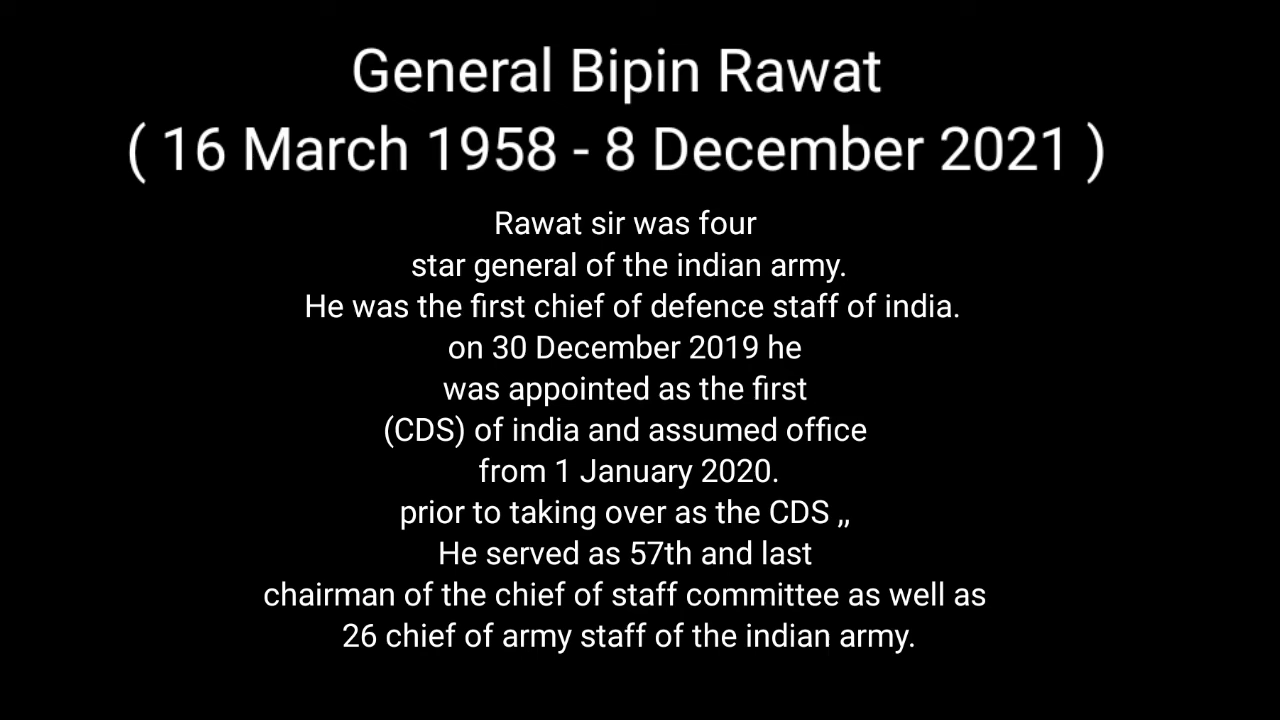 General Bipin Rawat
( 16 March 1958 - 8 December 2021 )
Rawat sir was four
star general of the indian army.
He was the first chief of defence staff of india.
on 30 December 2019 he
was appointed as the first
(CDS) of india and assumed office
from 1 January 2020.
prior to taking over as the CDS ,,
He served as 57th and last
chairman of the chief of staff committee as well as
26 chief of army staff of the indian army.